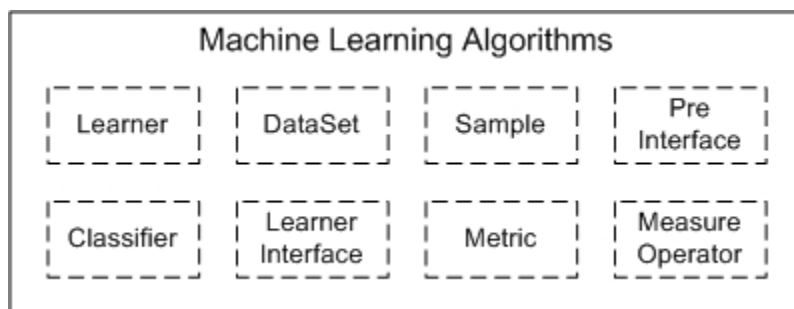 Machine Learning Algorithms
Learner
DataSet
Sample
Pre
Interface
Classifier
Learner
Interface
Metric
Measure
Operator